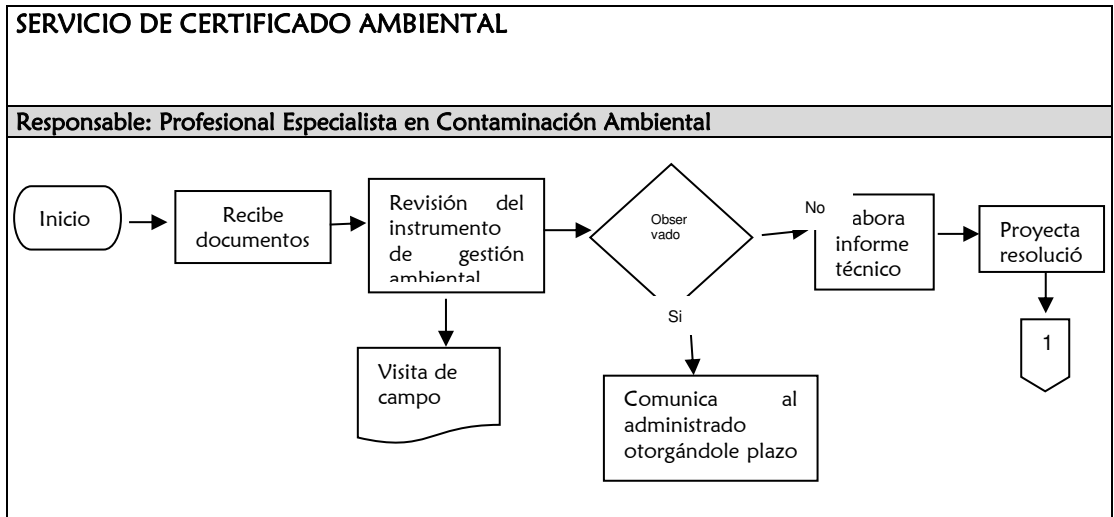 SERVICIO DE CERTIFICADO AMBIENTAL
Responsable: Profesional Especialista en Contaminación Ambiental
Inicio
Recibe
documentos
Revisión del
instrumento
de gestión
ambiental
Obser
vado
No
abora
informe
técnico
Proyecta
resolució
1
Si
Visita de
campo
Comunica al
administrado
otorgándole plazo